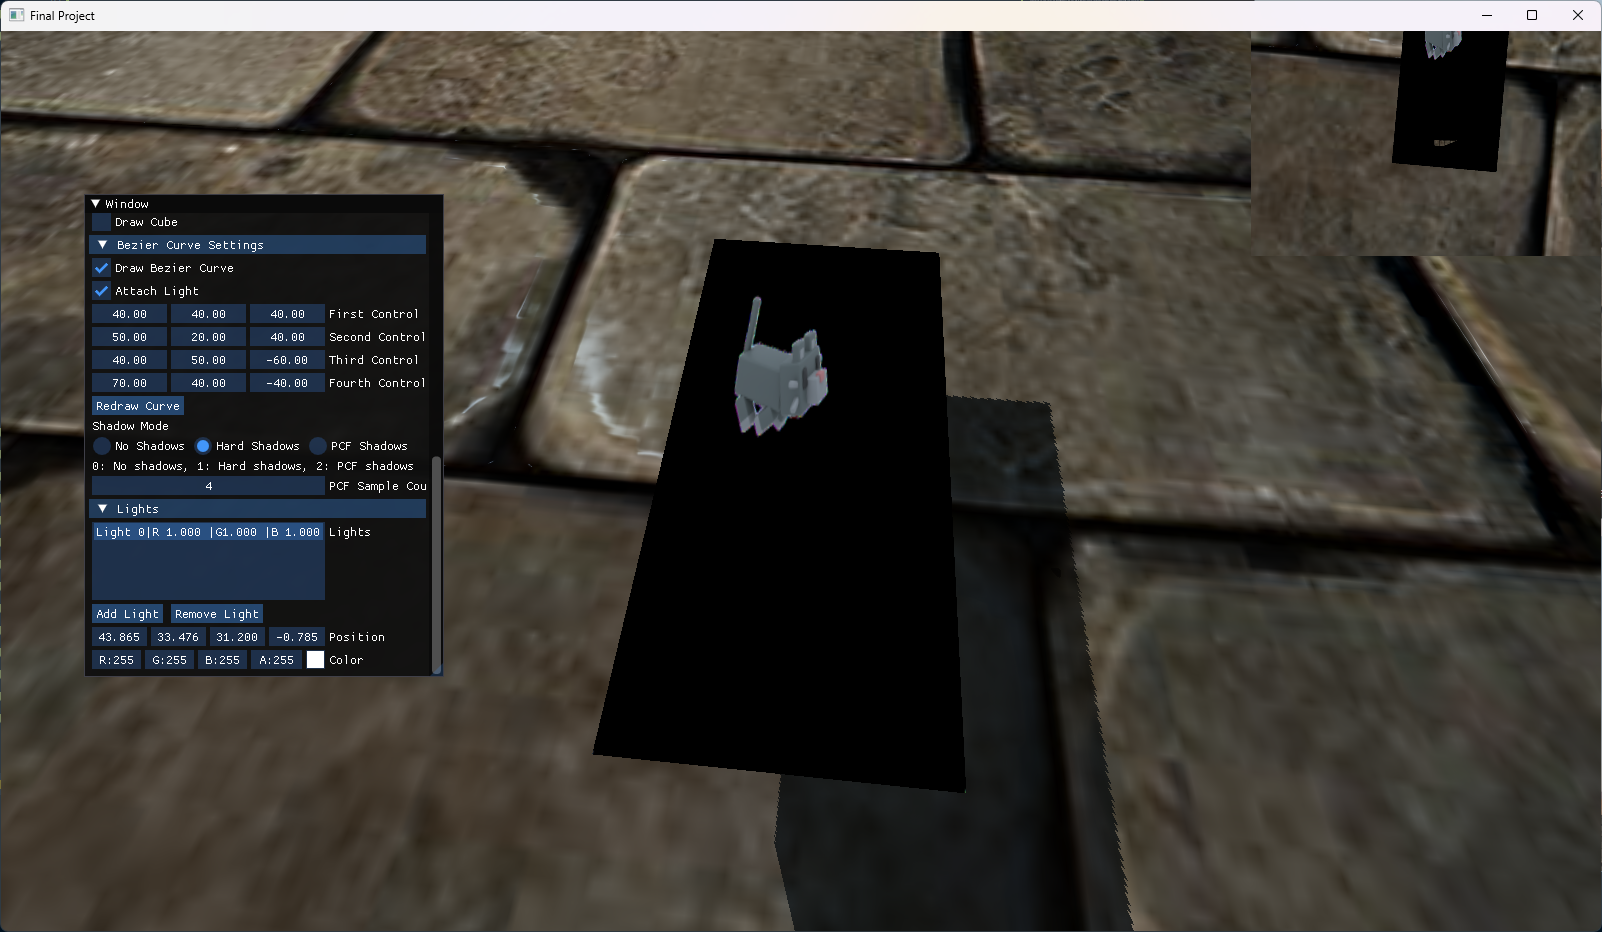 Final Project
Window
Draw Cube
Bezier Curve Settings
Draw Bezier Curve
Attach Light
40.00 40.00 40.00 First Control
50.00 20.00 40.00 Second Control
40.00 50.00 -60.00 Third Control
70.00 40.00 -40.00 Fourth Control
Redraw Curve
Shadow Mode
No Shadows Hard Shadows PCF Shadows
0: No shadows, 1: Hard shadows, 2: PCF shadows
4 PCF Sample Cou
Lights
Light 0|R 1.000 |G1.000 |B 1.000 Lights
Add Light Remove Light
43.865 33.476 31.200 -0.785 Position
R:255 G:255 B:255 A:255 Color